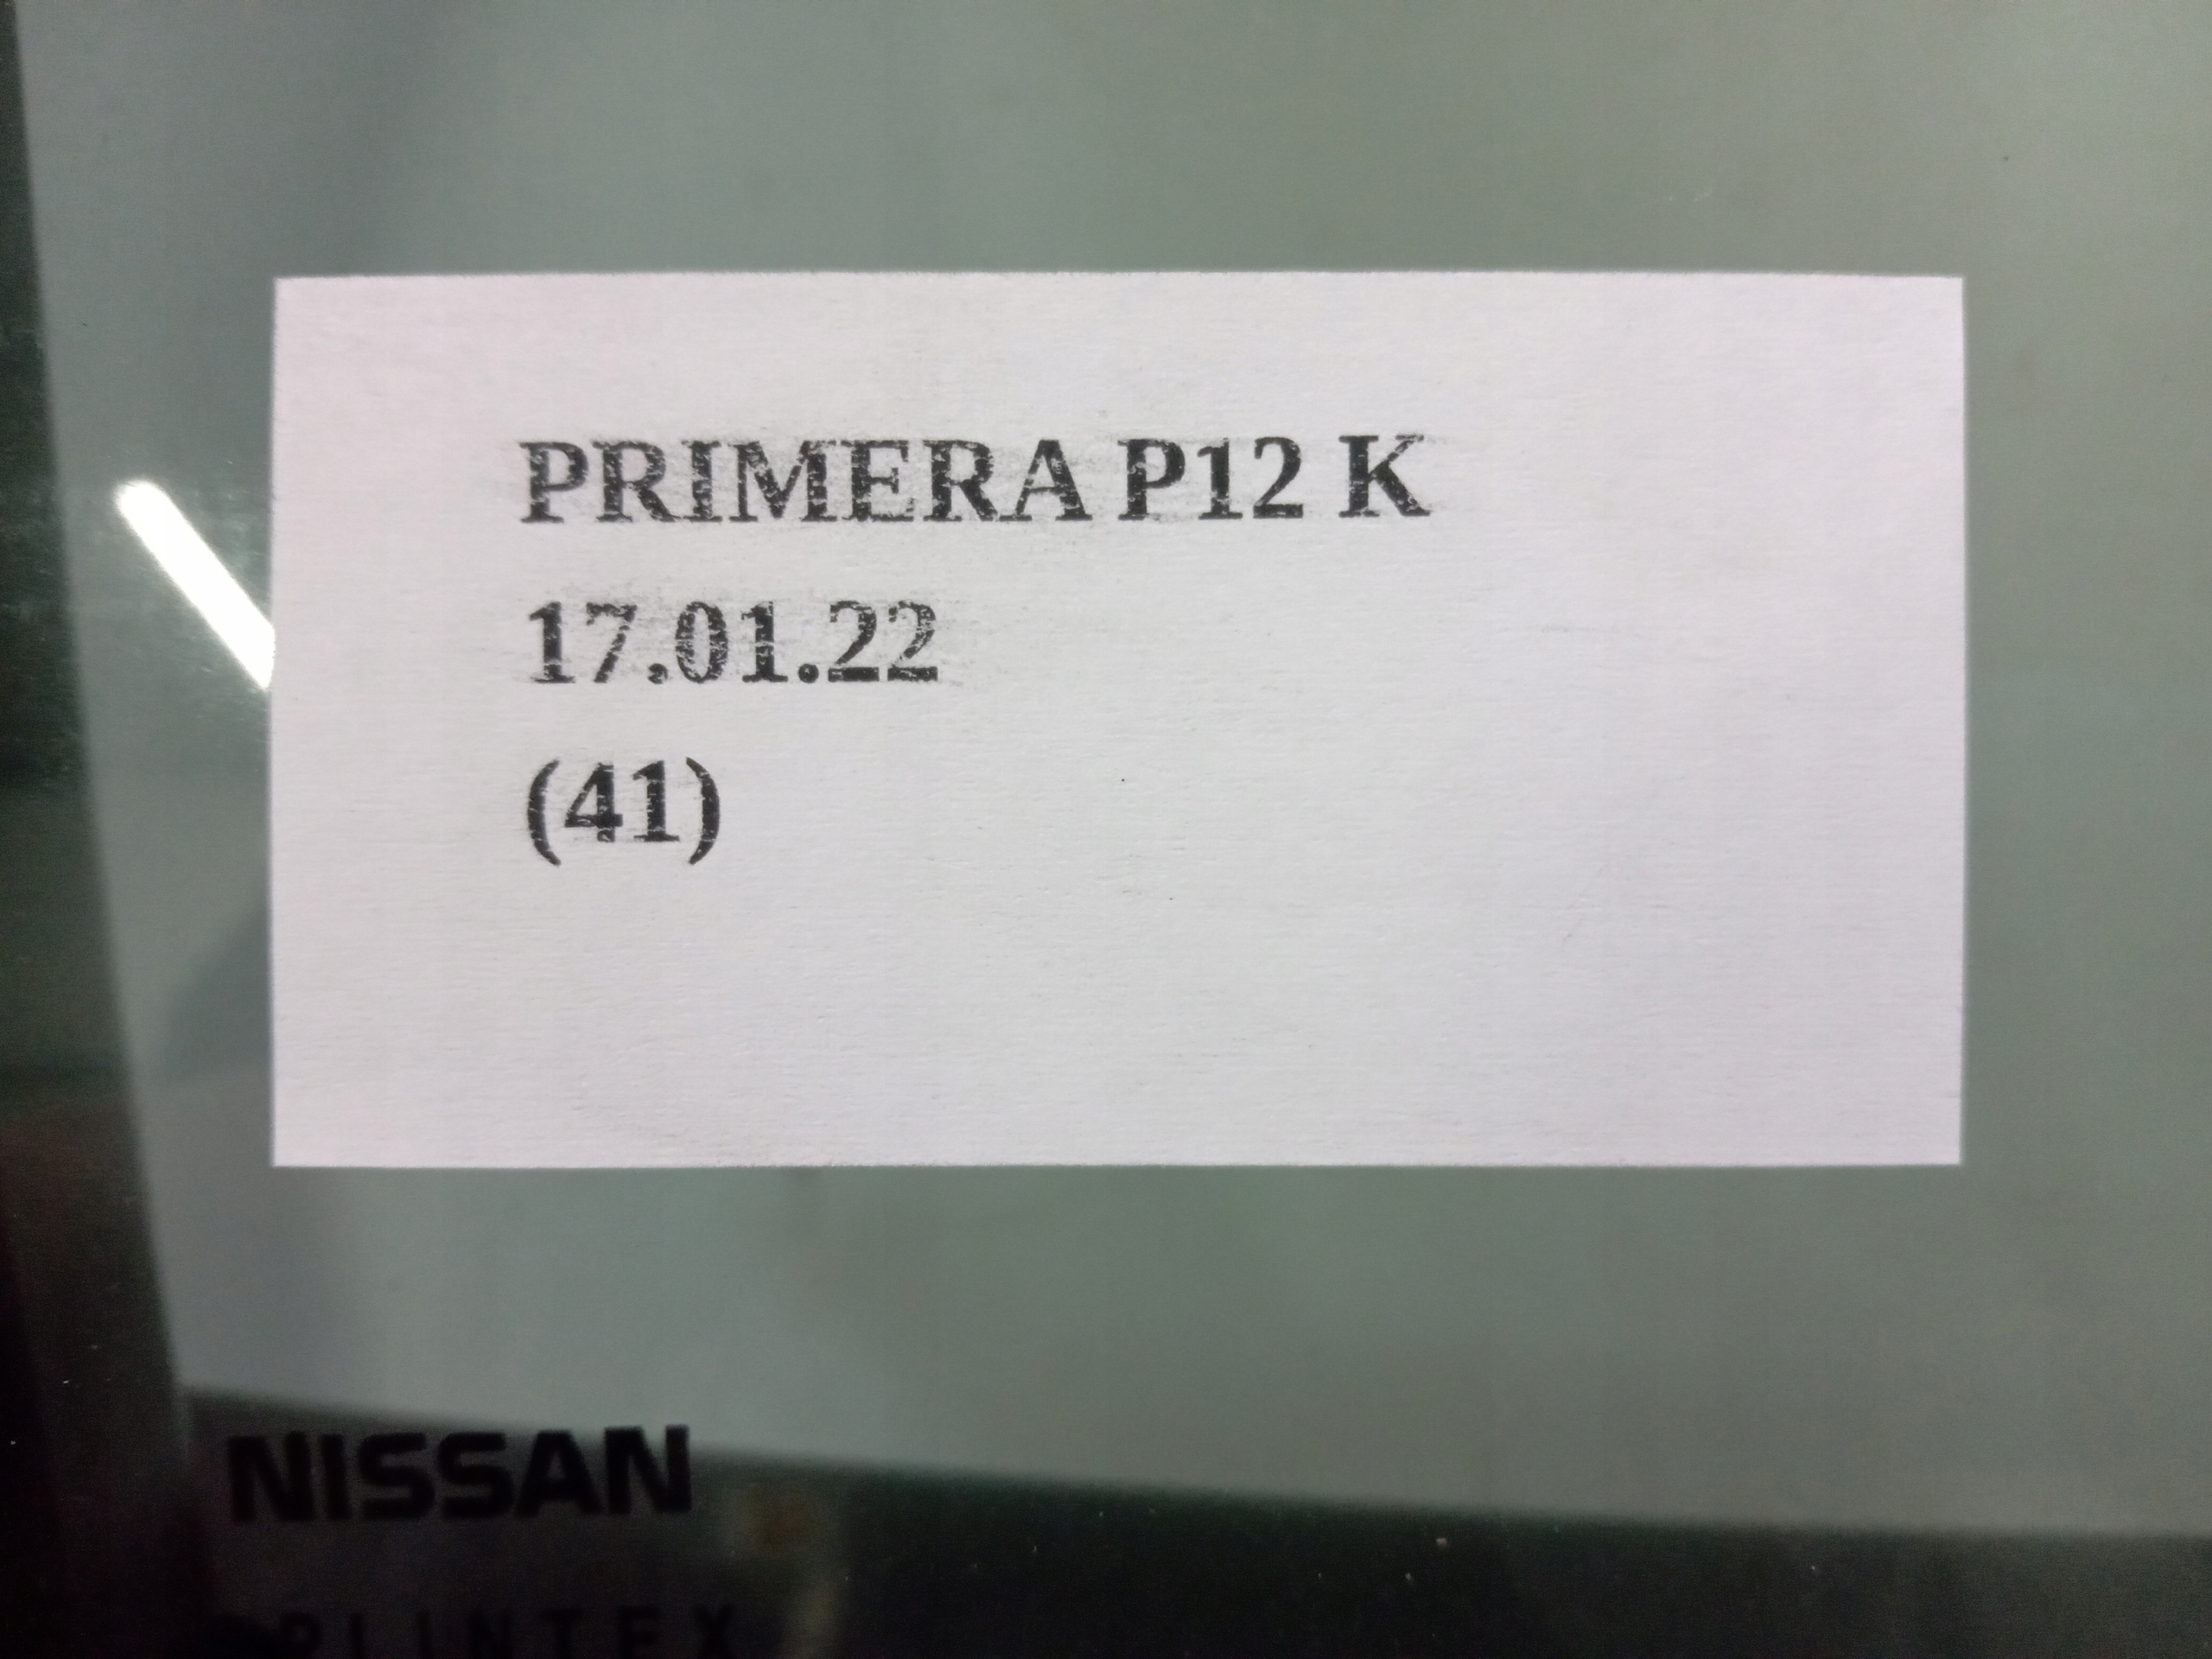 PRIMERA P12 K
17.01.22
(41)
NISSAN